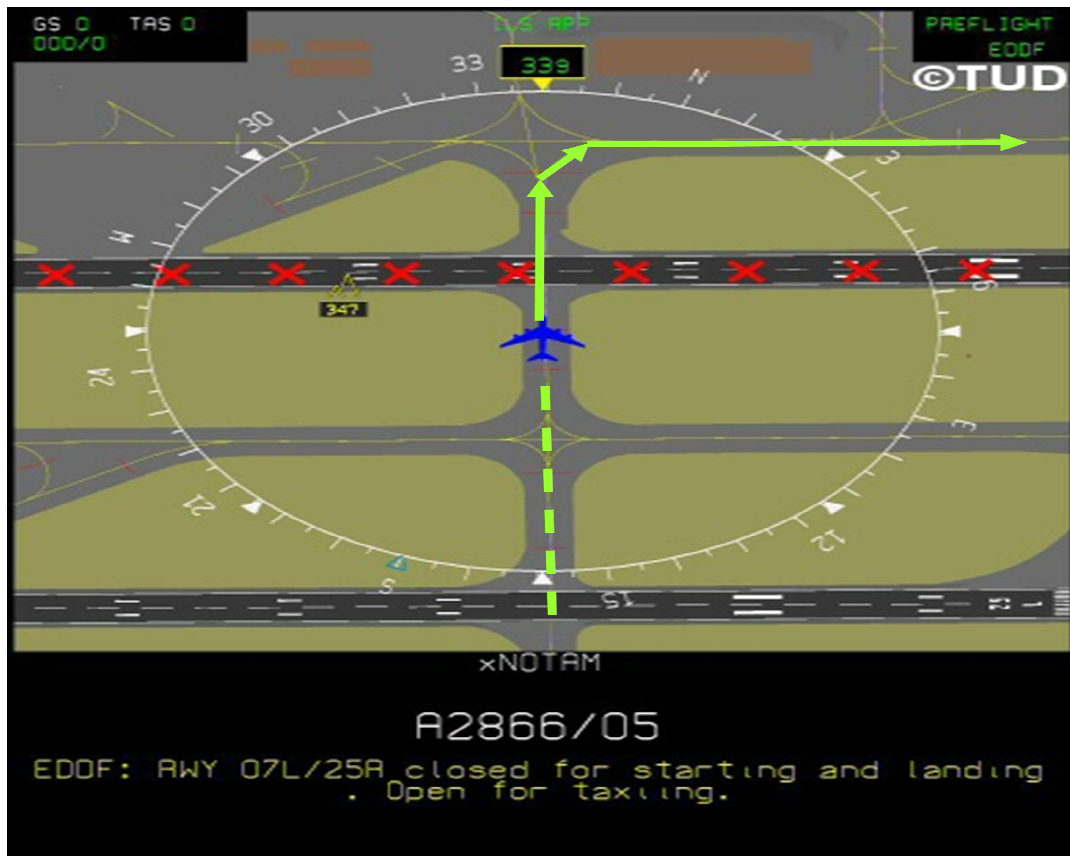 GS 0 TAS 0
000/0
ILS APP
PREFLIGHT
EDDF
©TUD
339
33
N
30
3
W
347
6
24
E
21
12
S
15
25
L
xNOTAM
A2866/05
EDDF: RWY 07L/25R closed for starting and landing
. Open for taxiing.